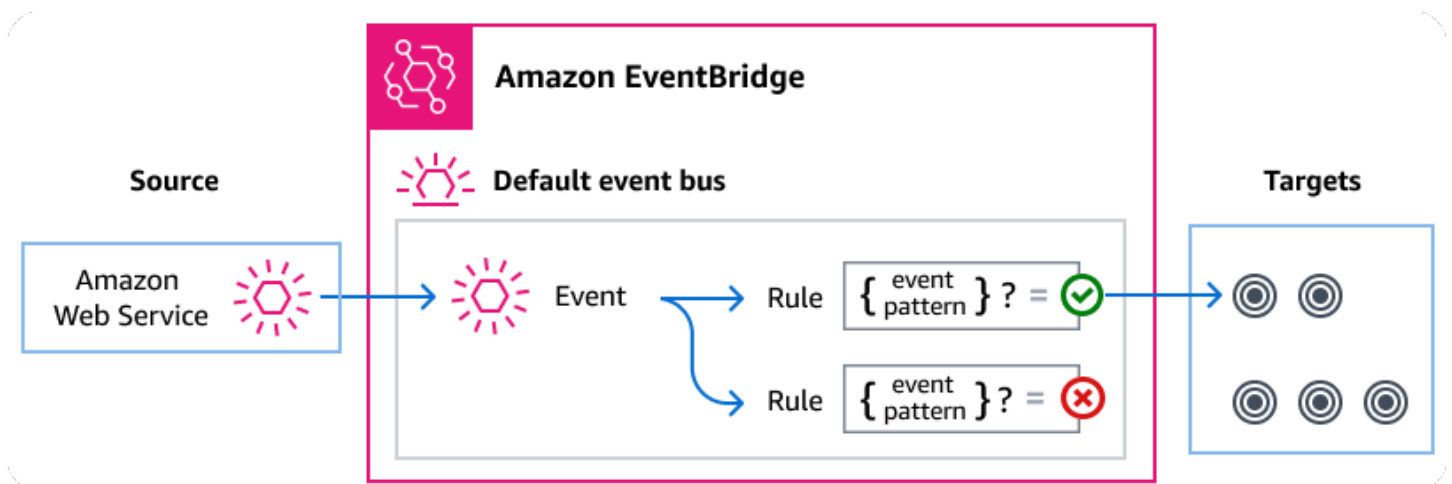 Amazon EventBridge
Source
Default event bus
Targets
Amazon
Web Service
Event
Rule
{ event
pattern } ? =
Rule
{ event
pattern } ? =